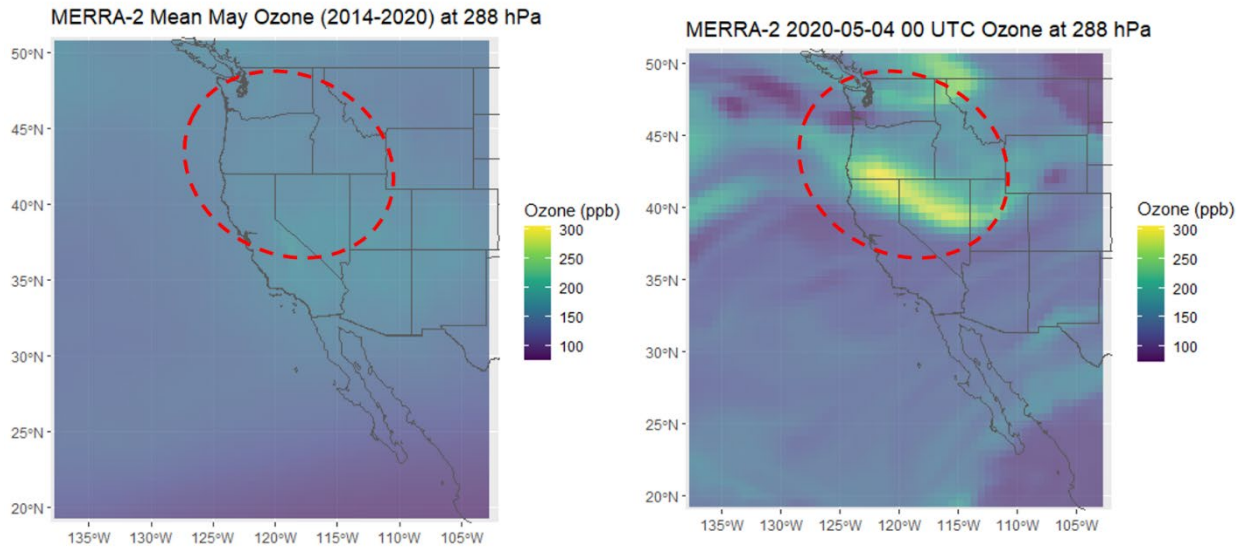 MERRA-2 Mean May Ozone (2014-2020) at 288 hPa
50°N
45°N
40°N
35°N
30°N
25°N
20°N
135°W 130°W 125°W 120°W 115°W 110°W 105°W
Ozone (ppb)
300
250
200
150
100
MERRA-2 2020-05-04 00 UTC Ozone at 288 hPa
50°N
45°N
40°N
35°N
30°N
25°N
20°N
135°W 130°W 125°W 120°W 115°W 110°W 105°W
Ozone (ppb)
300
250
200
150
100